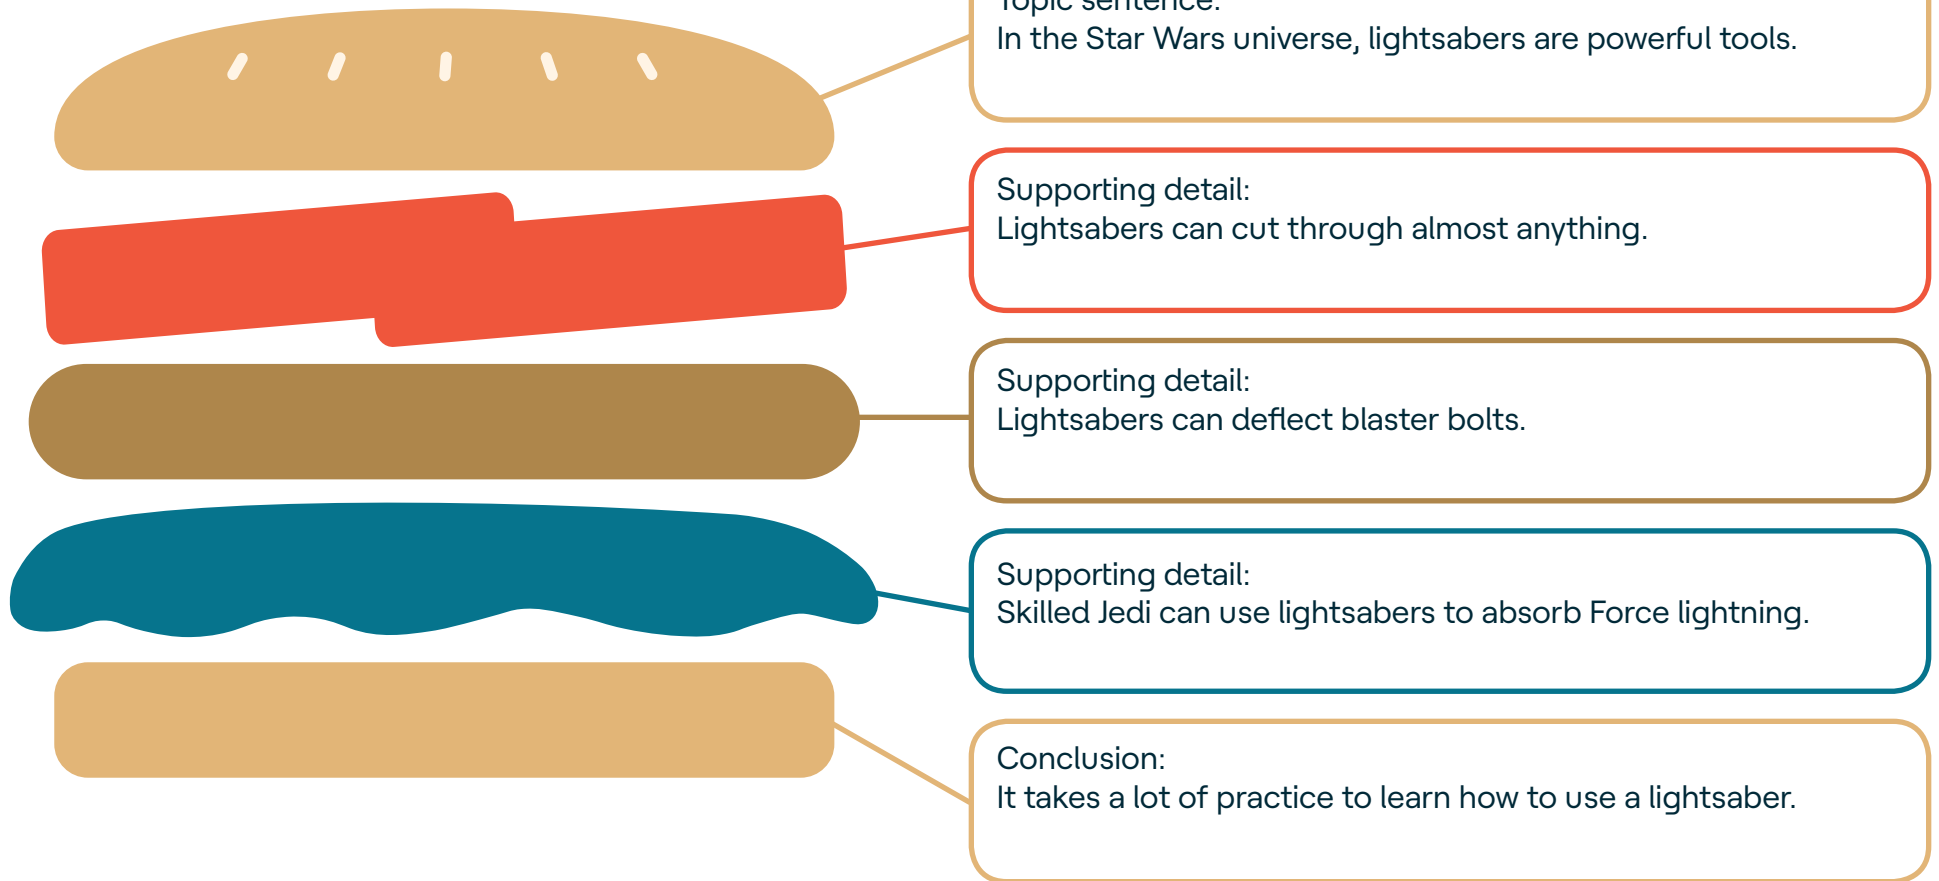 Topic sentence:
In the Star Wars universe, lightsabers are powerful tools.
Supporting detail:
Lightsabers can cut through almost anything.
Supporting detail:
Lightsabers can deflect blaster bolts.
Supporting detail:
Skilled Jedi can use lightsabers to absorb Force lightning.
Conclusion:
It takes a lot of practice to learn how to use a lightsaber.